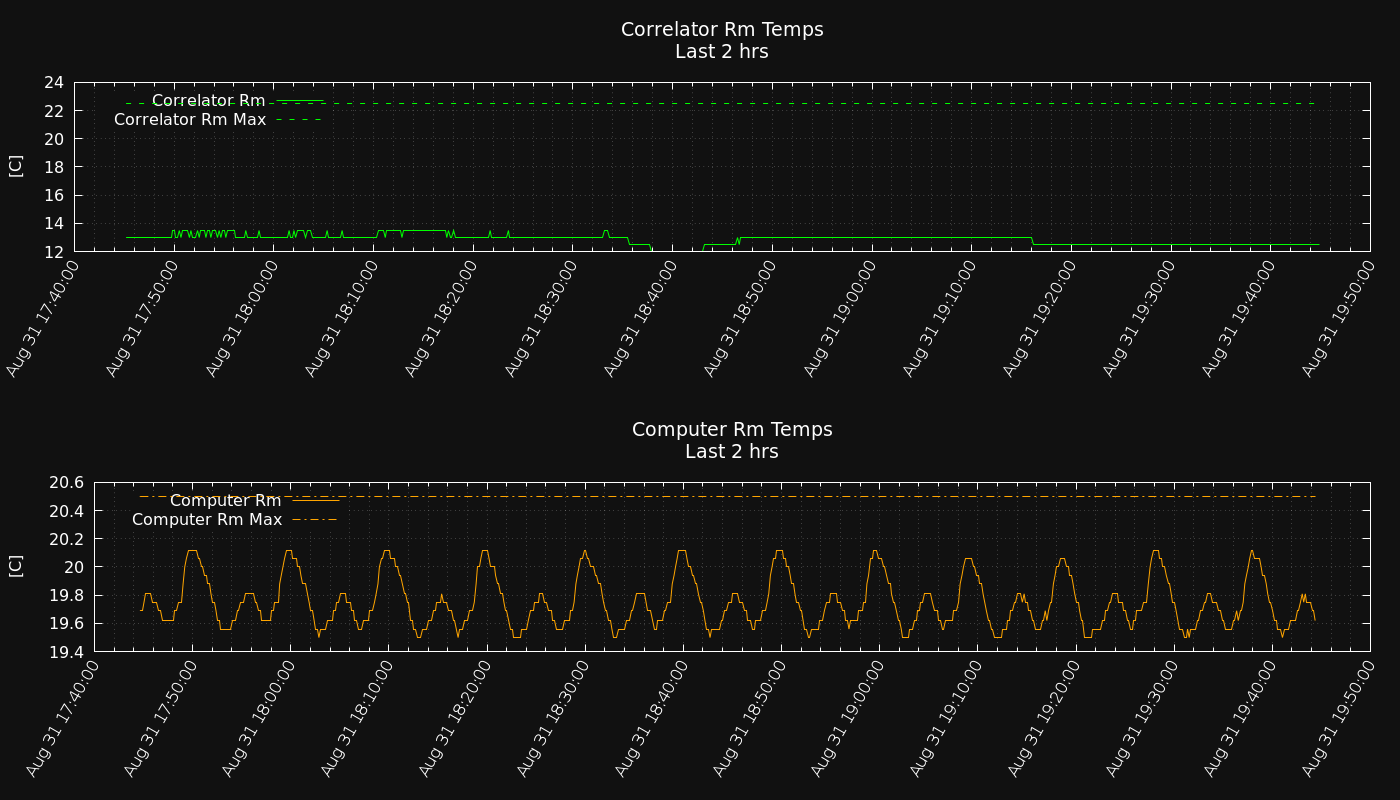 Correlator Rm Temps
Last 2 hrs
24
Correlator Rm
22
Correlator Rm Max
20
[C]
18
16
14
12
Aug 31 17:40:00
Aug 31 17:50:00
Aug 31 18:00:00
Aug 31 18:10:00
Aug 31 18:20:00
Aug 31 18:30:00
Aug 31 18:40:00
Aug 31 18:50:00
Aug 31 19:00:00
Aug 31 19:10:00
Aug 31 19:20:00
Aug 31 19:30:00
Aug 31 19:40:00
Aug 31 19:50:00
Computer Rm Temps
Last 2 hrs
20.6
Computer Rm
20.4
Computer Rm Max
20.2
[C]
20
19.8
19.6
19.4
Aug 31 17:40:00
Aug 31 17:50:00
Aug 31 18:00:00
Aug 31 18:10:00
Aug 31 18:20:00
Aug 31 18:30:00
Aug 31 18:40:00
Aug 31 18:50:00
Aug 31 19:00:00
Aug 31 19:10:00
Aug 31 19:20:00
Aug 31 19:30:00
Aug 31 19:40:00
Aug 31 19:50:00